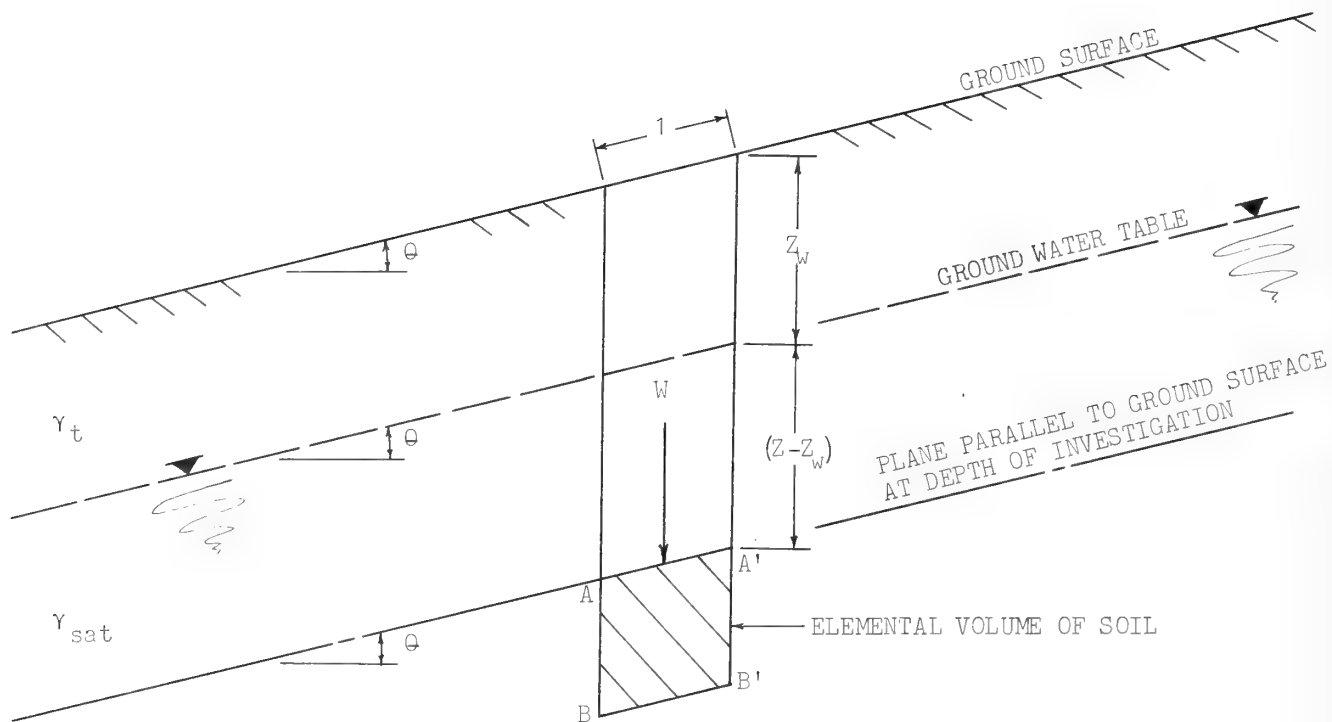 GROUND SURFACE
1
θ
Z_w
GROUND WATER TABLE
W
γ_t
θ
(Z-Z_w)
PLANE PARALLEL TO GROUND SURFACE
AT DEPTH OF INVESTIGATION
A'
A
γ_sat
θ
ELEMENTAL VOLUME OF SOIL
B'
B